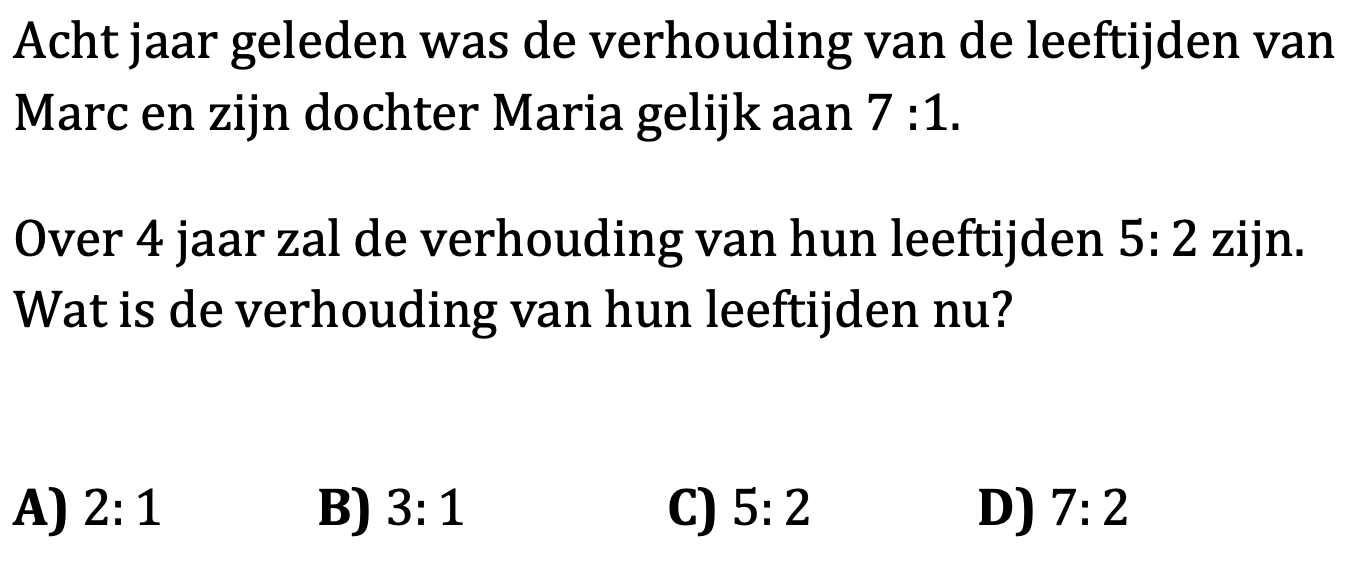 Acht jaar geleden was de verhouding van de leeftijden van
Marc en zijn dochter Maria gelijk aan 7 :1.
Over 4 jaar zal de verhouding van hun leeftijden 5: 2 zijn.
Wat is de verhouding van hun leeftijden nu?
A) 2: 1 B) 3: 1 C) 5: 2 D) 7: 2